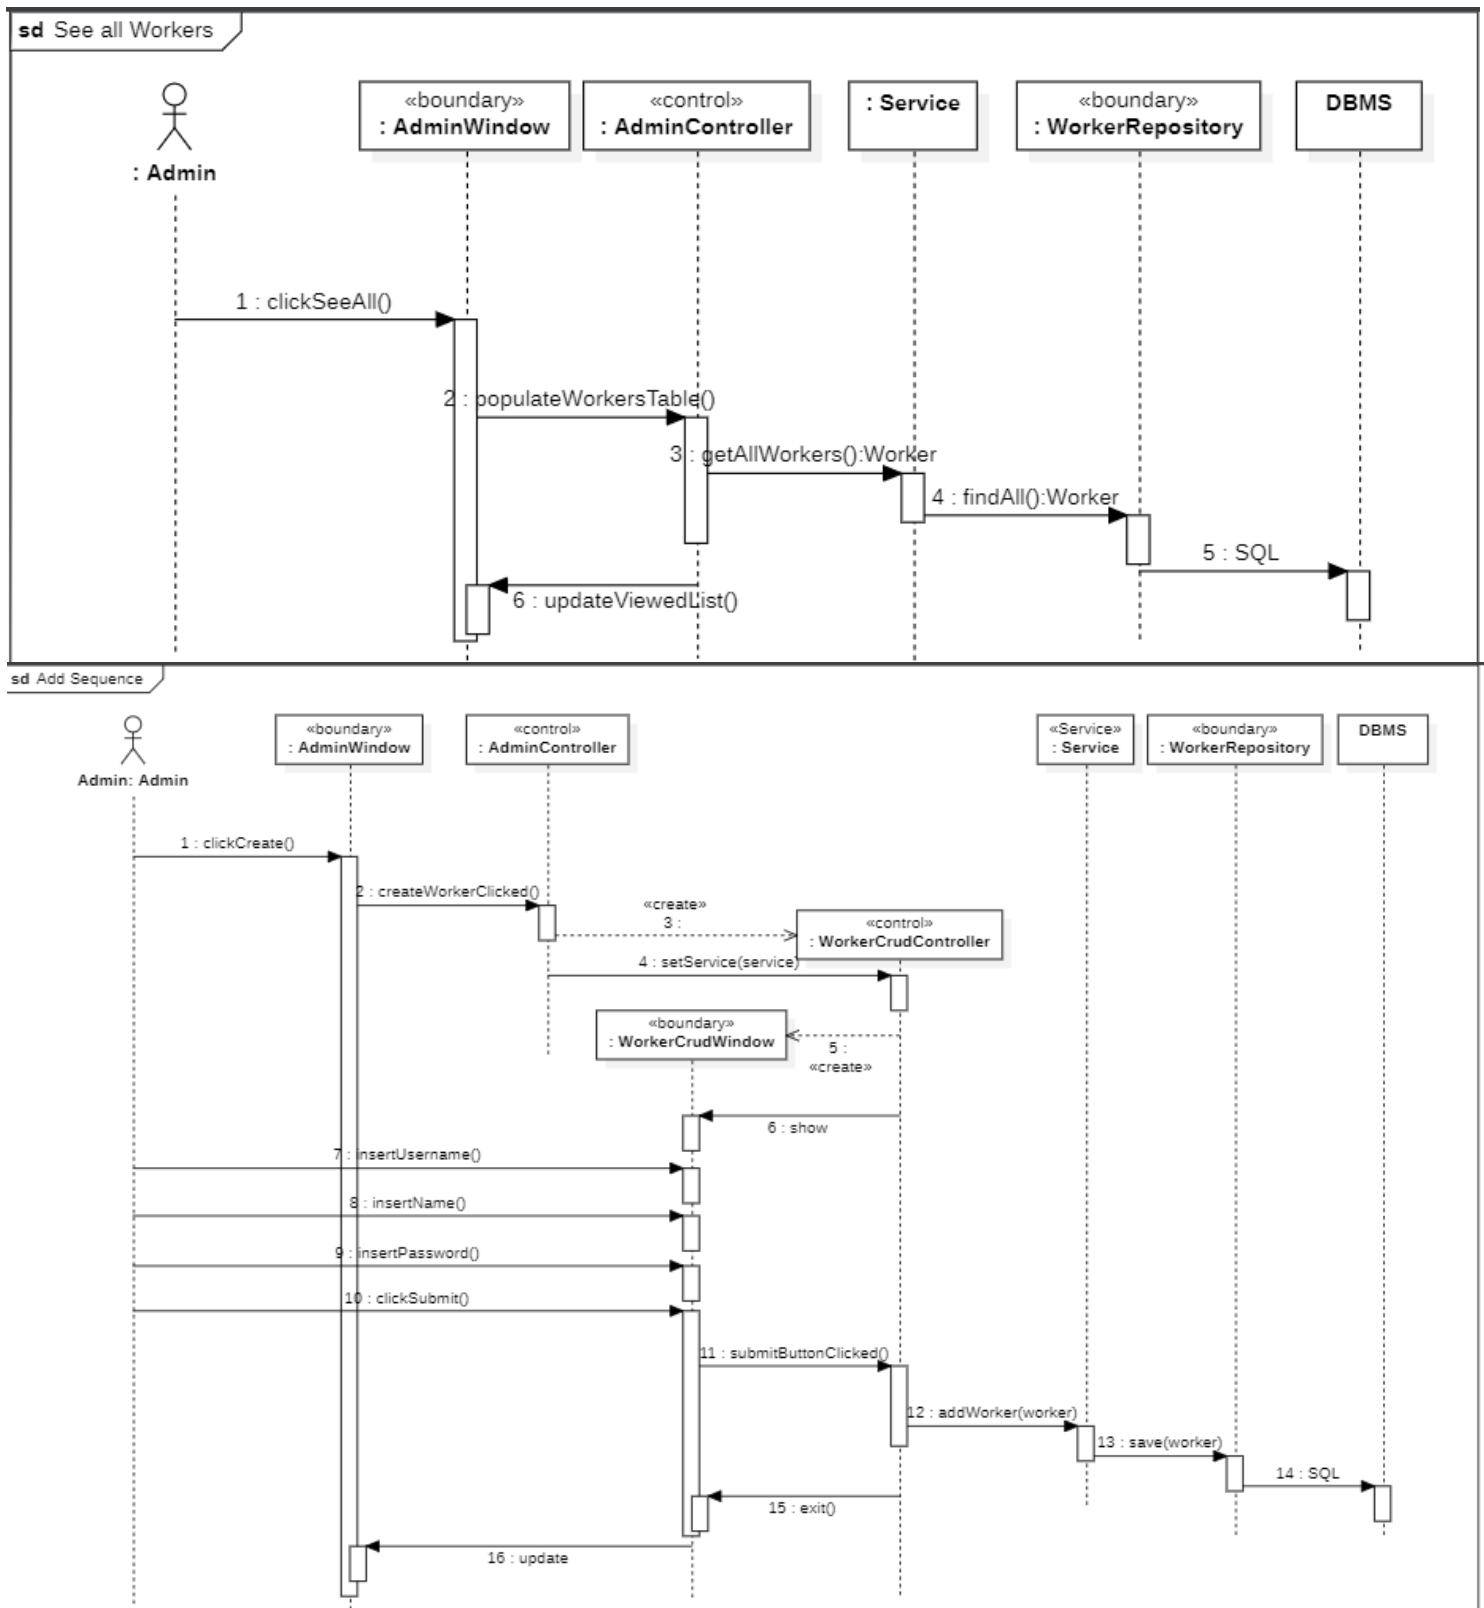 sd See all Workers
«boundary»
: AdminWindow
«control»
: AdminController
: Service
«boundary»
: WorkerRepository
DBMS
: Admin
1 : clickSeeAll()
2 : populateWorkersTable()
3 : getAllWorkers():Worker
4 : findAll():Worker
5 : SQL
6 : updateViewedList()
sd Add Sequence
«boundary»
: AdminWindow
«control»
: AdminController
«Service»
: Service
«boundary»
: WorkerRepository
DBMS
Admin: Admin
1 : clickCreate()
2 : createWorkerClicked()
«create»
3 :
«control»
: WorkerCrudController
4 : setService(service)
«boundary»
: WorkerCrudWindow
5 :
«create»
6 : show
7 : insertUsername()
8 : insertName()
9 : insertPassword()
10 : clickSubmit()
11 : submitButtonClicked()
12 : addWorker(worker)
13 : save(worker)
14 : SQL
15 : exit()
16 : update